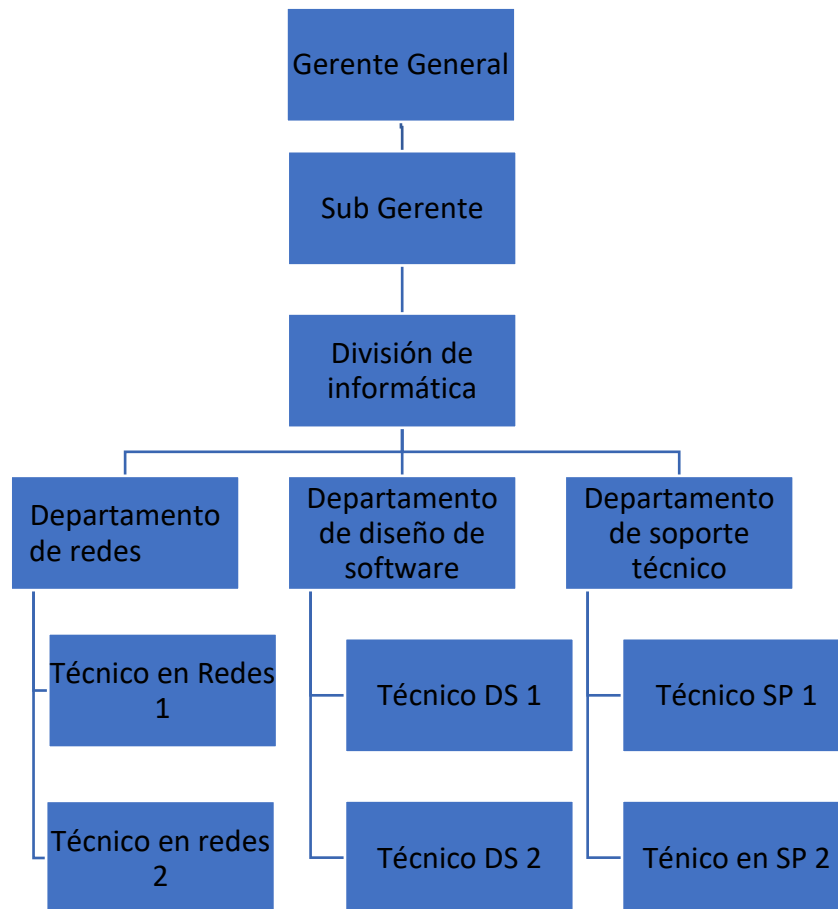 Gerente General
Sub Gerente
División de
informática
Departamento
de redes
Departamento
de diseño de
software
Departamento
de soporte
técnico
Técnico en Redes
1
Técnico DS 1
Técnico SP 1
Técnico en redes
2
Técnico DS 2
Ténico en SP 2